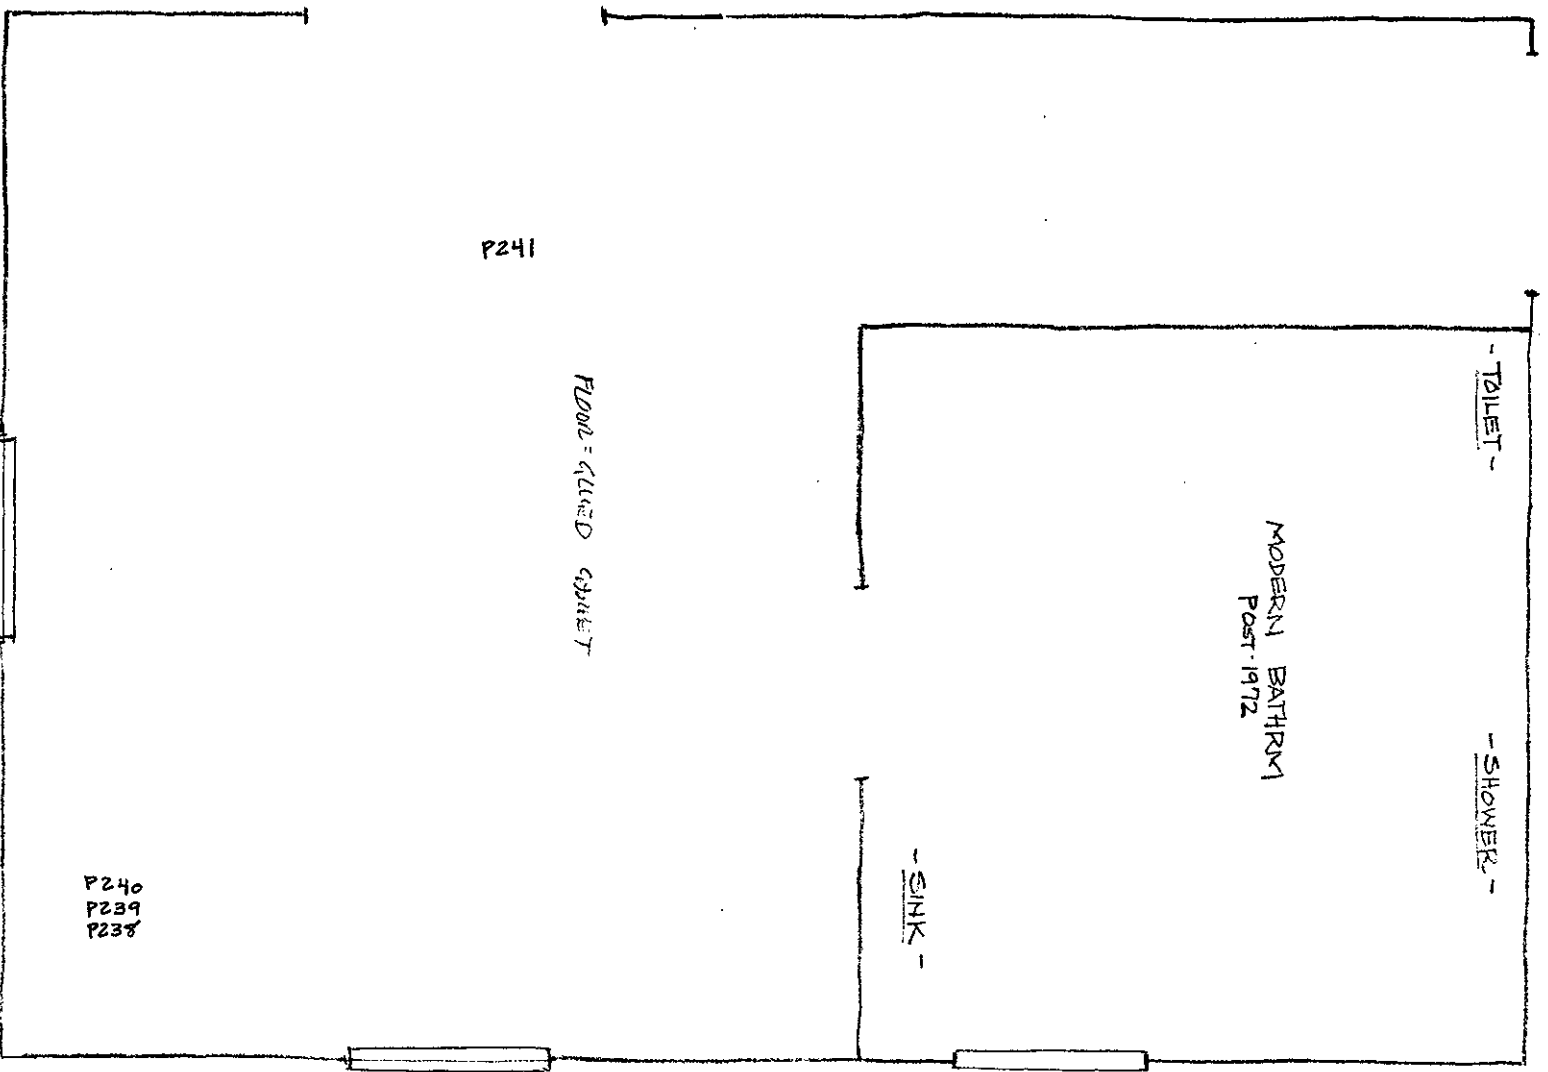 P241
FLOOR = GLUED CARPET
- TOILET -
MODERN BATHRM
POST-1972
- SHOWER -
- SINK -
P240
P239
P238